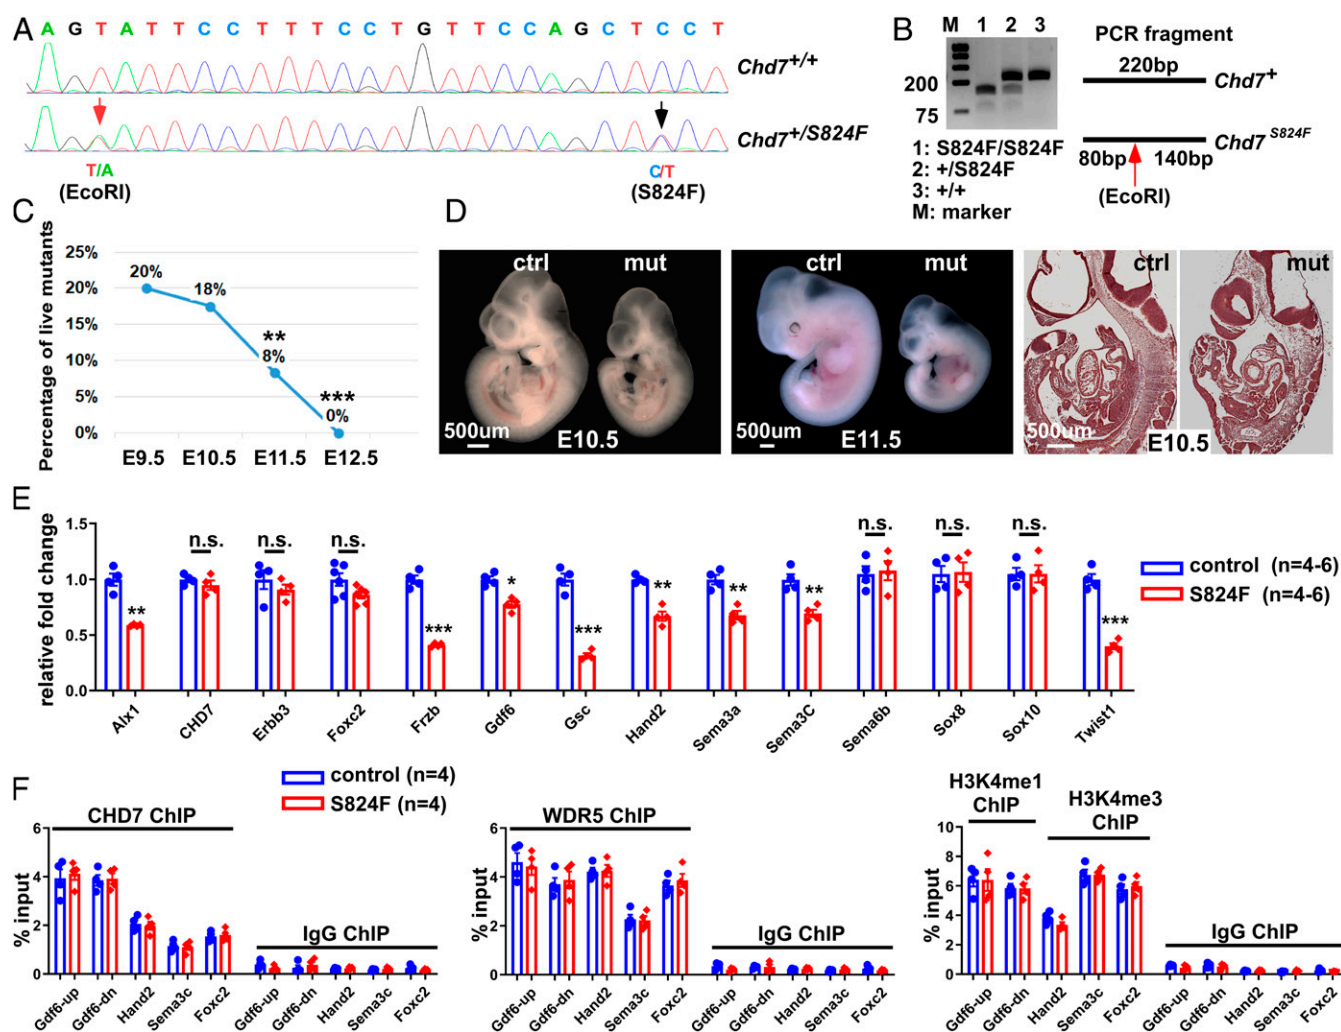 A
A G T A T T C C T T T C C T G T T C C A G C T C C C T
Chd7+/+
Chd7+/S824F
T/A
(EcoRI)
C/T
(S824F)
B
M 1 2 3
200
75
1: S824F/S824F
2: +/S824F
3: +/+
M: marker
PCR fragment
220bp
Chd7+
Chd7 S824F
80bp 140bp
(EcoRI)
C
Percentage of live mutants
25%
20%
15%
10%
5%
0%
20%
18%
**
8%
***
0%
E9.5 E10.5 E11.5 E12.5
D
ctrl mut
500um
E10.5
ctrl mut
500um
E11.5
ctrl mut
500um
E10.5
E
relative fold change
1.5
1.0
0.5
0.0
** n.s. n.s. n.s. *** * *** ** ** ** n.s. n.s. n.s. ***
Alx1 CHD7 Erbb3 Foxc2 Frzb Gdf6 Gsc Hand2 Sema3a Sema3C Sema6b Sox8 Sox10 Twist1
control (n=4-6)
S824F (n=4-6)
F
control (n=4)
S824F (n=4)
CHD7 ChIP
IgG ChIP
% input
6
4
2
0
Gdf6-up Gdf6-dn Hand2 Sema3c Foxc2 Gdf6-up Gdf6-dn Hand2 Sema3c Foxc2
WDR5 ChIP
IgG ChIP
% input
6
4
2
0
Gdf6-up Gdf6-dn Hand2 Sema3c Foxc2 Gdf6-up Gdf6-dn Hand2 Sema3c Foxc2
H3K4me1
ChIP
H3K4me3
ChIP
IgG ChIP
% input
10
8
6
4
2
0
Gdf6-up Gdf6-dn Hand2 Sema3c Foxc2 Gdf6-up Gdf6-dn Hand2 Sema3c Foxc2